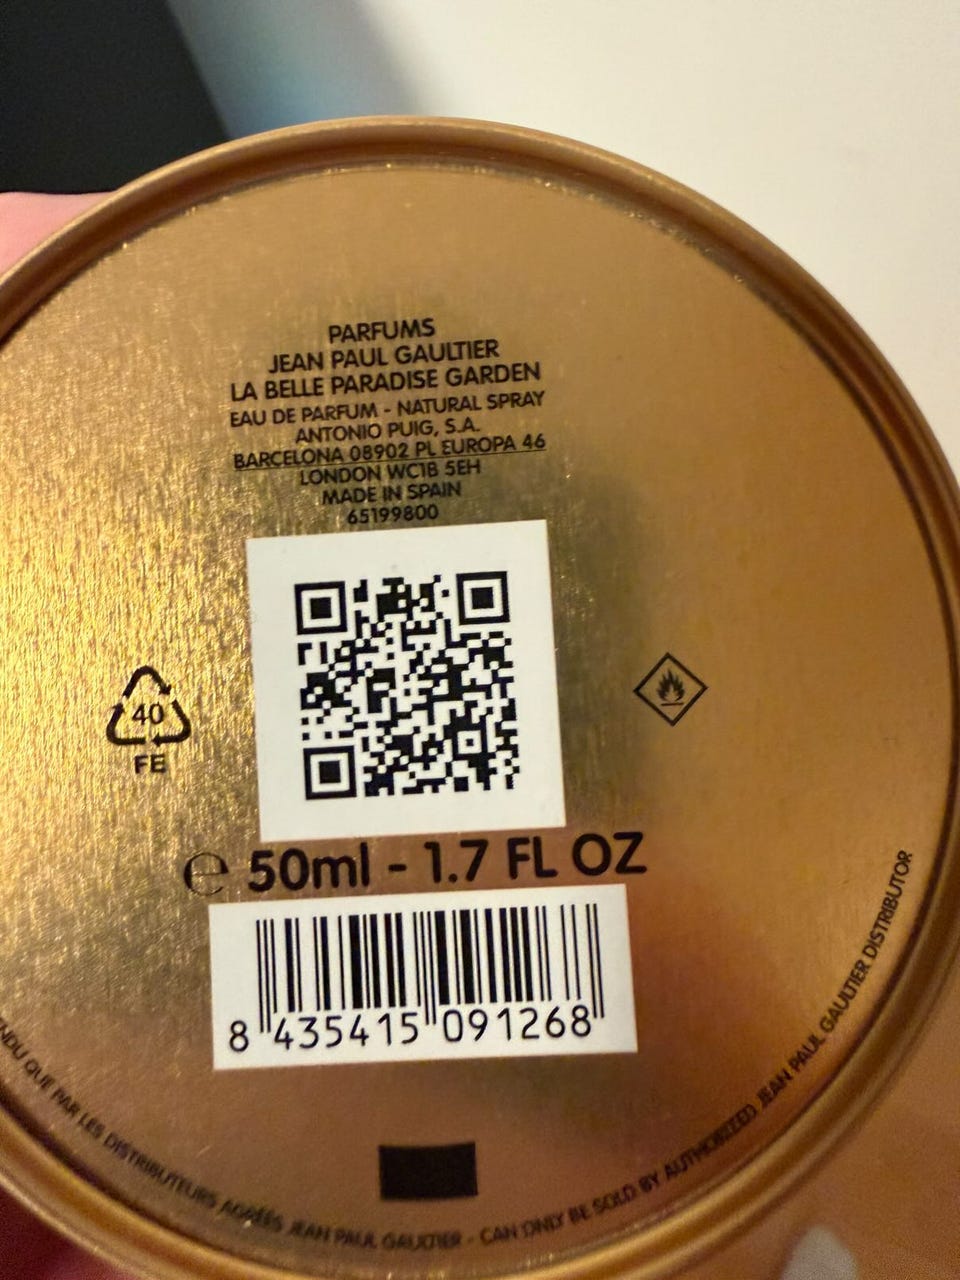 PARFUMS
JEAN PAUL GAULTIER
LA BELLE PARADISE GARDEN
EAU DE PARFUM - NATURAL SPRAY
ANTONIO PUIG, S.A.
BARCELONA 08902 PL EUROPA 46
LONDON WC1B 5EH
MADE IN SPAIN
65199800
40
FE
℮ 50ml - 1.7 FL OZ
8 435415 091268
QUE PAR LES DISTRIBUTEURS AGRÉÉS JEAN PAUL GAULTIER - CAN ONLY BE SOLD BY AUTHORIZED JEAN PAUL GAULTIER DISTRIBUTOR